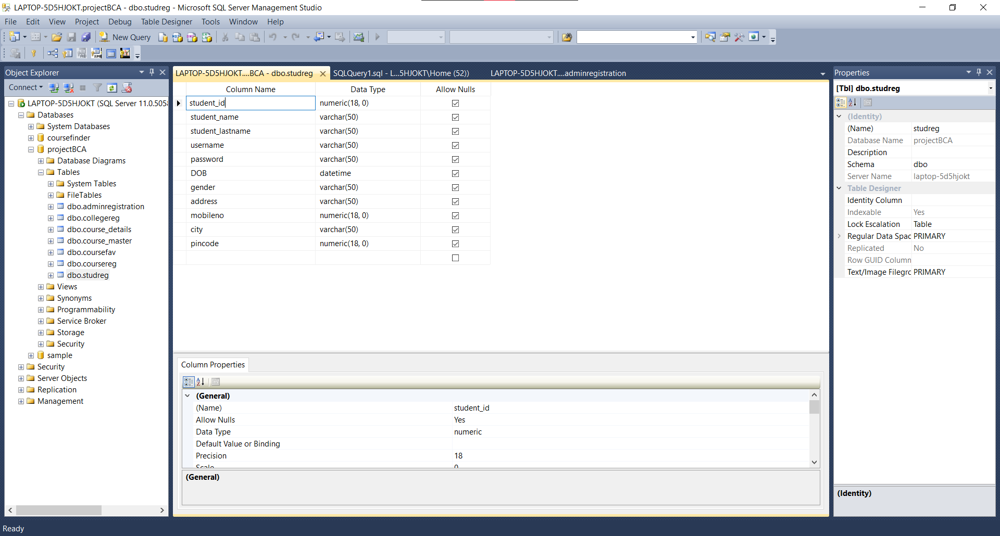 LAPTOP-5D5HJOKT.projectBCA - dbo.studreg - Microsoft SQL Server Management Studio
File Edit View Project Debug Table Designer Tools Window Help
New Query
Object Explorer
Connect
LAPTOP-5D5HJOKT (SQL Server 11.0.505
Databases
System Databases
coursefinder
projectBCA
Database Diagrams
Tables
System Tables
FileTables
dbo.adminregistration
dbo.collegereg
dbo.course_details
dbo.course_master
dbo.coursefav
dbo.coursereg
dbo.studreg
Views
Synonyms
Programmability
Service Broker
Storage
Security
sample
Security
Server Objects
Replication
Management
LAPTOP-5D5HJOKT....BCA - dbo.studreg SQLQuery1.sql - L...5HJOKT\Home (52)) LAPTOP-5D5HJOKT....adminregistration
Column Name Data Type Allow Nulls
student_id numeric(18, 0)
student_name varchar(50)
student_lastname varchar(50)
username varchar(50)
password varchar(50)
DOB datetime
gender varchar(50)
address varchar(50)
mobileno numeric(18, 0)
city varchar(50)
pincode numeric(18, 0)
Column Properties
(General)
(Name) student_id
Allow Nulls Yes
Data Type numeric
Default Value or Binding
Precision 18
Scale 0
(General)
Properties
[Tbl] dbo.studreg
(Identity)
(Name) studreg
Database Name projectBCA
Description
Schema dbo
Server Name laptop-5d5hjokt
Table Designer
Identity Column
Indexable Yes
Lock Escalation Table
Regular Data Spac PRIMARY
Replicated No
Row GUID Column
Text/Image Filegrc PRIMARY
(Identity)
Ready